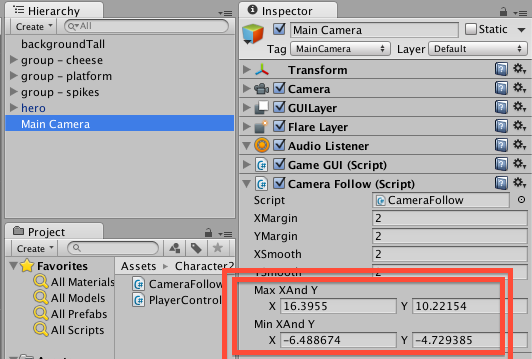 Hierarchy
Create All
backgroundTall
group - cheese
group - platform
group - spikes
hero
Main Camera
Project
Create
Favorites
All Materials
All Models
All Prefabs
All Scripts
Assets Character2
CameraFollow
PlayerControl
Inspector
Main Camera Static
Tag MainCamera Layer Default
Transform
Camera
GUILayer
Flare Layer
Audio Listener
Game GUI (Script)
Camera Follow (Script)
Script CameraFollow
XMargin 2
YMargin 2
XSmooth 2
YSmooth 2
Max XAnd Y
X 16.3955 Y 10.22154
Min XAnd Y
X -6.488674 Y -4.729385